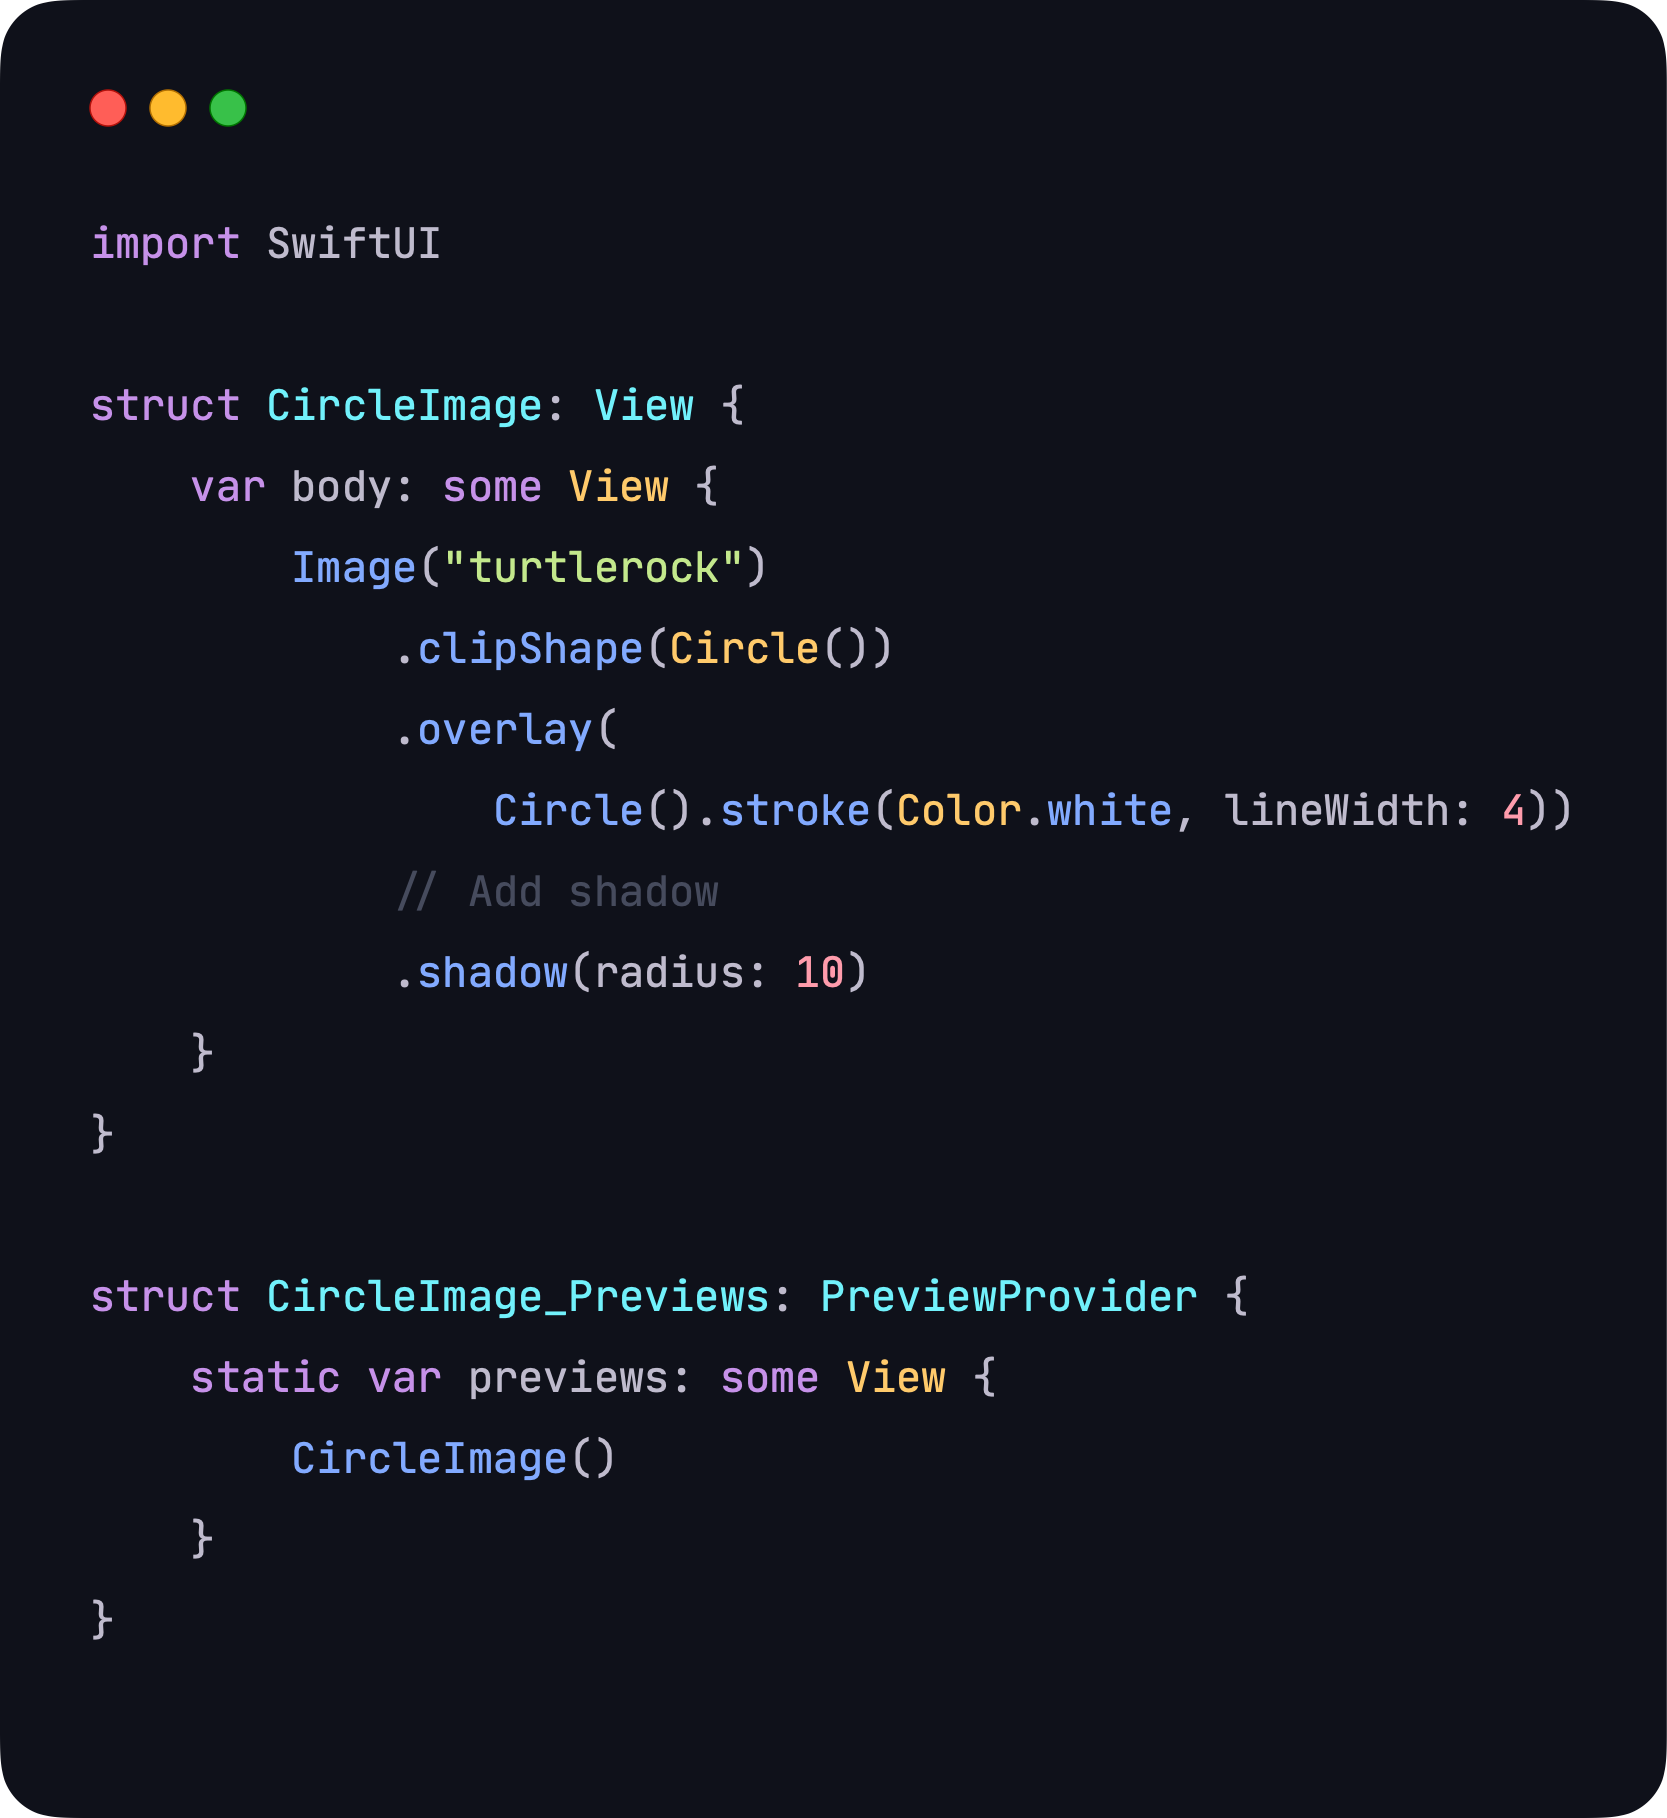 import SwiftUI

struct CircleImage: View {
    var body: some View {
        Image("turtlerock")
            .clipShape(Circle())
            .overlay(
                Circle().stroke(Color.white, lineWidth: 4))
            // Add shadow
            .shadow(radius: 10)
    }
}

struct CircleImage_Previews: PreviewProvider {
    static var previews: some View {
        CircleImage()
    }
}